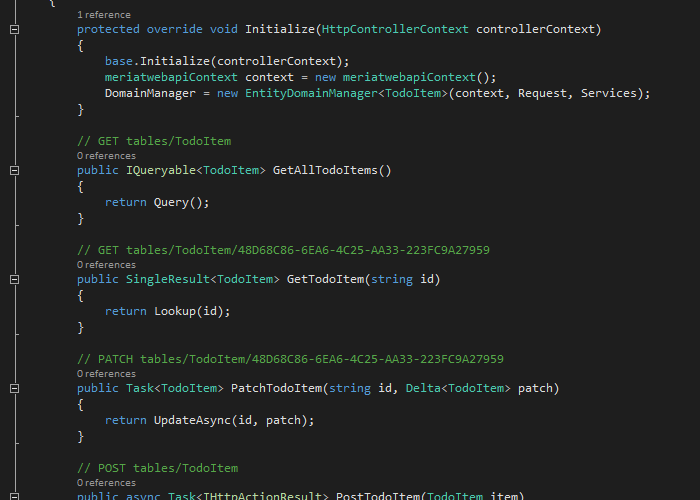 {
1 reference
protected override void Initialize(HttpControllerContext controllerContext)
{
base.Initialize(controllerContext);
meriatwebapiContext context = new meriatwebapiContext();
DomainManager = new EntityDomainManager<TodoItem>(context, Request, Services);
}
// GET tables/TodoItem
0 references
public IQueryable<TodoItem> GetAllTodoItems()
{
return Query();
}
// GET tables/TodoItem/48D68C86-6EA6-4C25-AA33-223FC9A27959
0 references
public SingleResult<TodoItem> GetTodoItem(string id)
{
return Lookup(id);
}
// PATCH tables/TodoItem/48D68C86-6EA6-4C25-AA33-223FC9A27959
0 references
public Task<TodoItem> PatchTodoItem(string id, Delta<TodoItem> patch)
{
return UpdateAsync(id, patch);
}
// POST tables/TodoItem
0 references
public async Task<IHttpActionResult> PostTodoItem(TodoItem item)